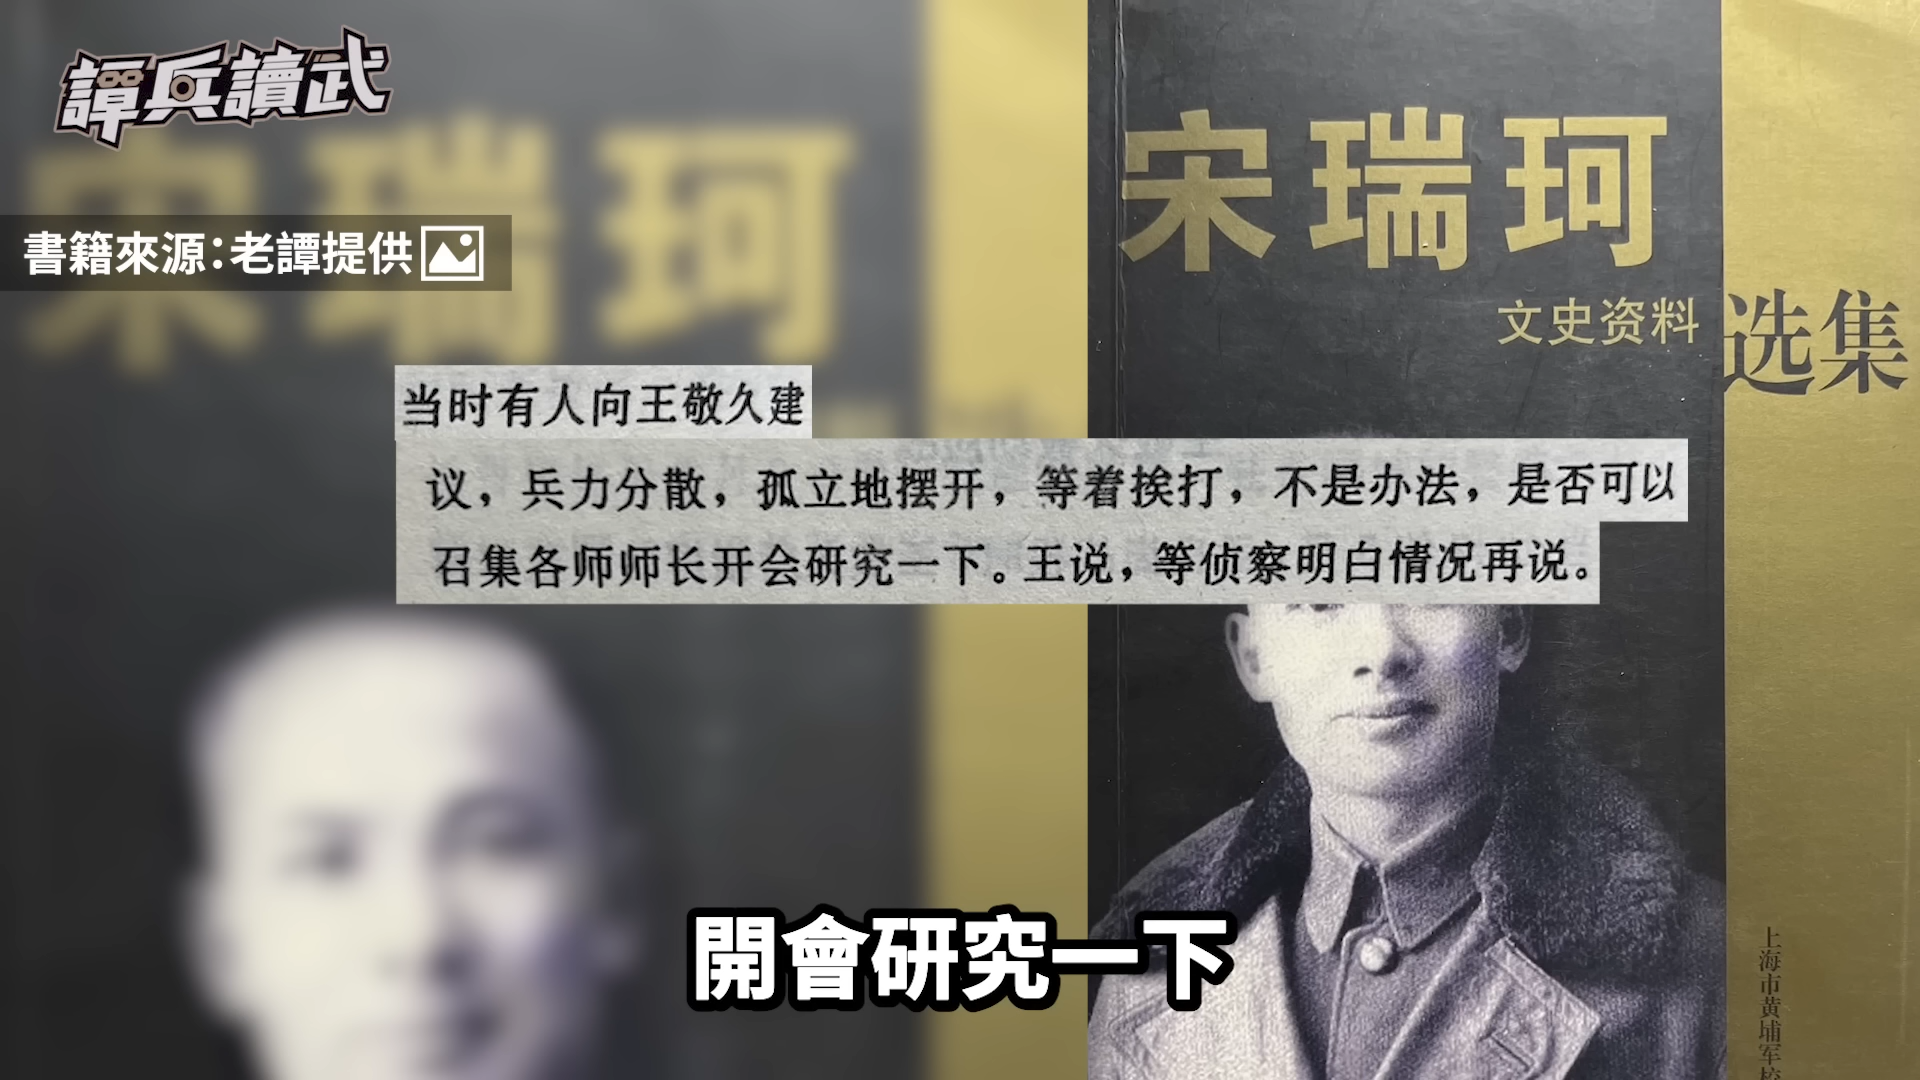 譚兵讀武
宋瑞珂
宋瑞珂
文史资料
选集
書籍來源：老譚提供
当时有人向王敬久建
议，兵力分散，孤立地摆开，等着挨打，不是办法，是否可以
召集各师师长开会研究一下。王说，等侦察明白情况再说。
開會研究一下
上海市黄埔军校